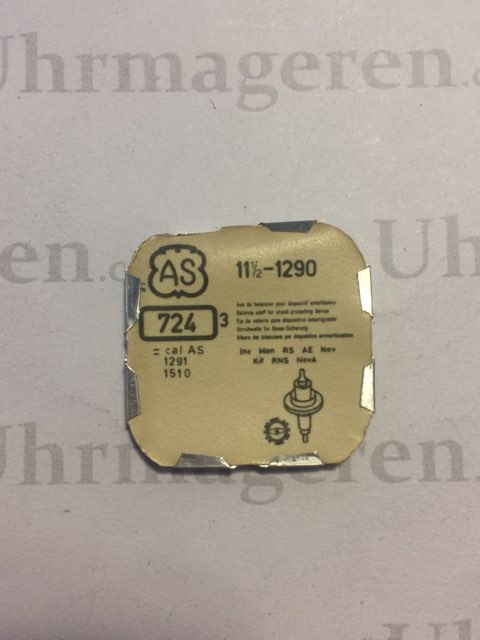 Uhrmageren.
Uhrmageren.d
AS
11½-1290
724 3
Axe de balancier pour dispositif amortisseur
Balance staff for shock-protecting device
Eje de volante para dispositivo amortiguador
Unruhwelle für Stoss-Sicherung
Albero del bilanciere per dispositivo ammortizzatore
= cal AS
1291
1510
Inc Mon RS AE Nov
Kif RNS NovA
Uhrmageren.
Uhrmageren.